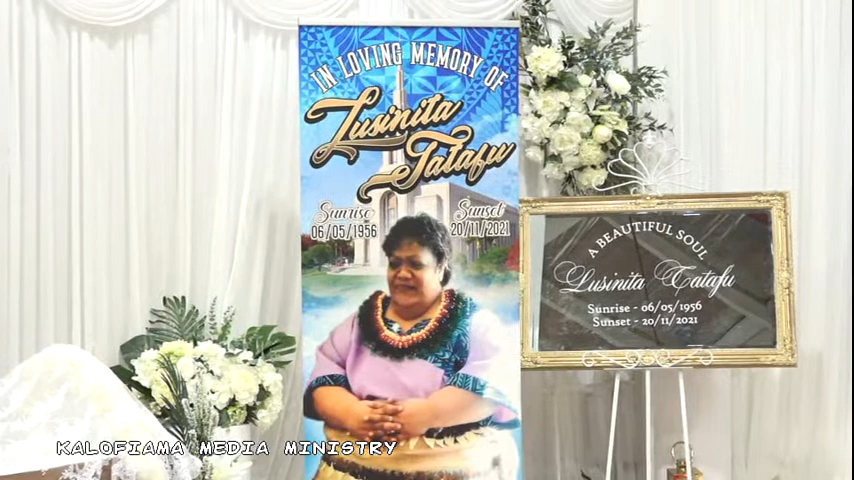 IN LOVING MEMORY OF
Lusinita
Tatafu
Sunrise
06/05/1956
Sunset
20/11/2021
A BEAUTIFUL SOUL
Lusinita Tatafu
Sunrise - 06/05/1956
Sunset - 20/11/2021
KALOFIAMA MEDIA MINISTRY